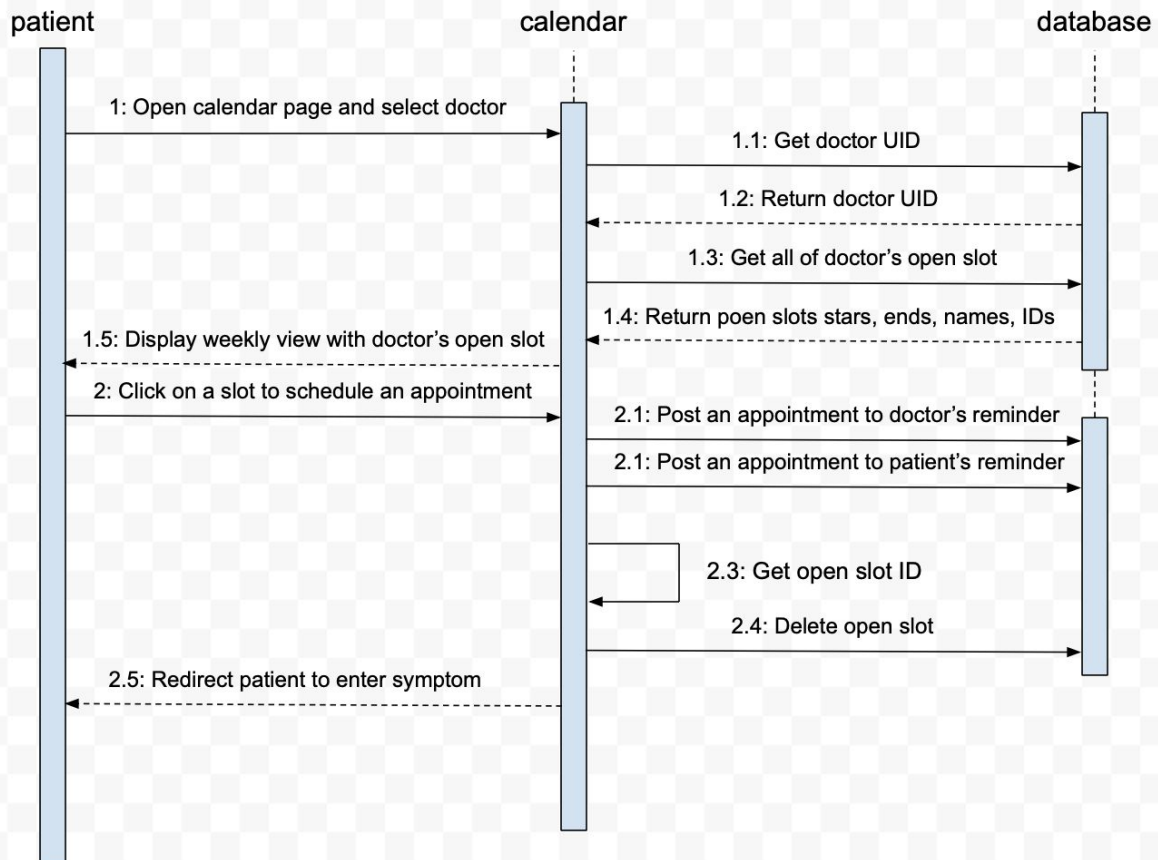 patient
calendar
database
1: Open calendar page and select doctor
1.1: Get doctor UID
1.2: Return doctor UID
1.3: Get all of doctor’s open slot
1.4: Return poen slots stars, ends, names, IDs
1.5: Display weekly view with doctor’s open slot
2: Click on a slot to schedule an appointment
2.1: Post an appointment to doctor’s reminder
2.1: Post an appointment to patient’s reminder
2.3: Get open slot ID
2.4: Delete open slot
2.5: Redirect patient to enter symptom